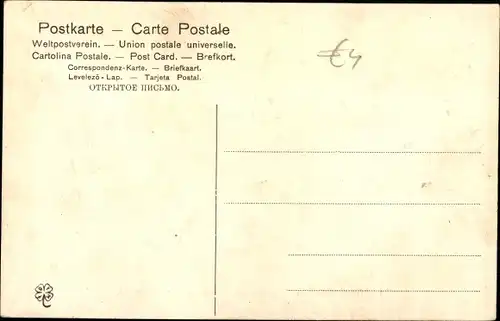 Postkarte — Carte Postale
Weltpostverein. — Union postale universelle.
Cartolina Postale. — Post Card. — Brefkort.
Correspondenz-Karte. — Briefkaart.
Levelező-Lap. — Tarjeta Postal.
ОТКРЫТОЕ ПИСЬМО.
€4